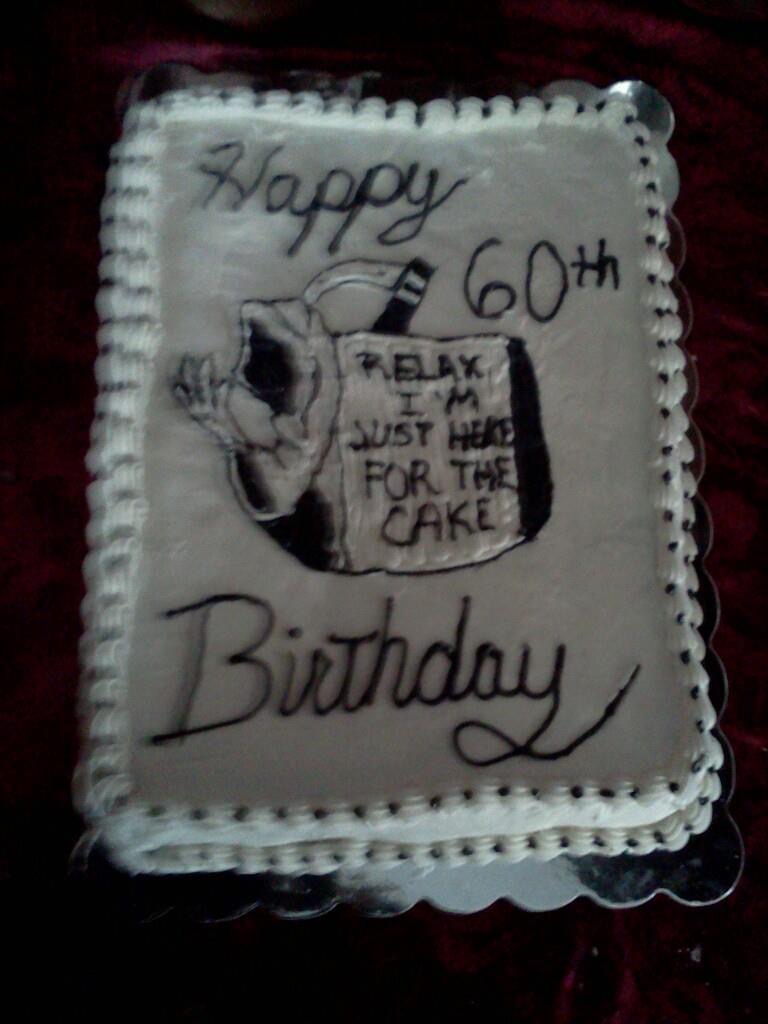 Happy
60th
RELAX,
I'M
JUST HERE
FOR THE
CAKE
Birthday